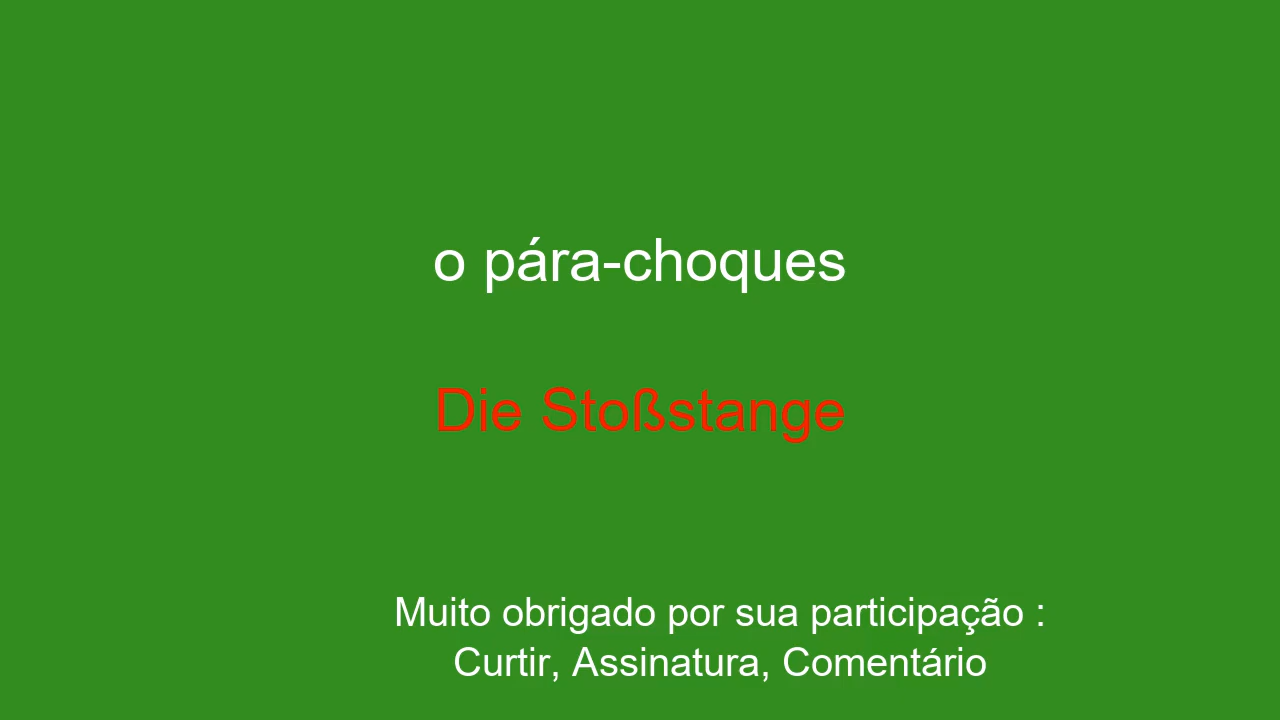 o pára-choques
Die Stoßstange
Muito obrigado por sua participação :
Curtir, Assinatura, Comentário